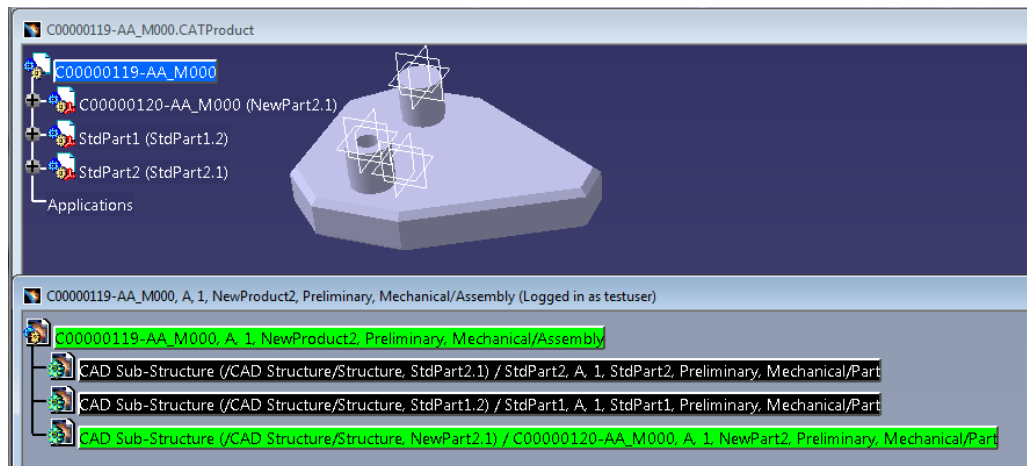 C00000119-AA_M000.CATProduct
C00000119-AA_M000
C00000120-AA_M000 (NewPart2.1)
StdPart1 (StdPart1.2)
StdPart2 (StdPart2.1)
Applications
C00000119-AA_M000, A, 1, NewProduct2, Preliminary, Mechanical/Assembly (Logged in as testuser)
C00000119-AA_M000, A, 1, NewProduct2, Preliminary, Mechanical/Assembly
CAD Sub-Structure (/CAD Structure/Structure, StdPart2.1) / StdPart2, A, 1, StdPart2, Preliminary, Mechanical/Part
CAD Sub-Structure (/CAD Structure/Structure, StdPart1.2) / StdPart1, A, 1, StdPart1, Preliminary, Mechanical/Part
CAD Sub-Structure (/CAD Structure/Structure, NewPart2.1) / C00000120-AA_M000, A, 1, NewPart2, Preliminary, Mechanical/Part